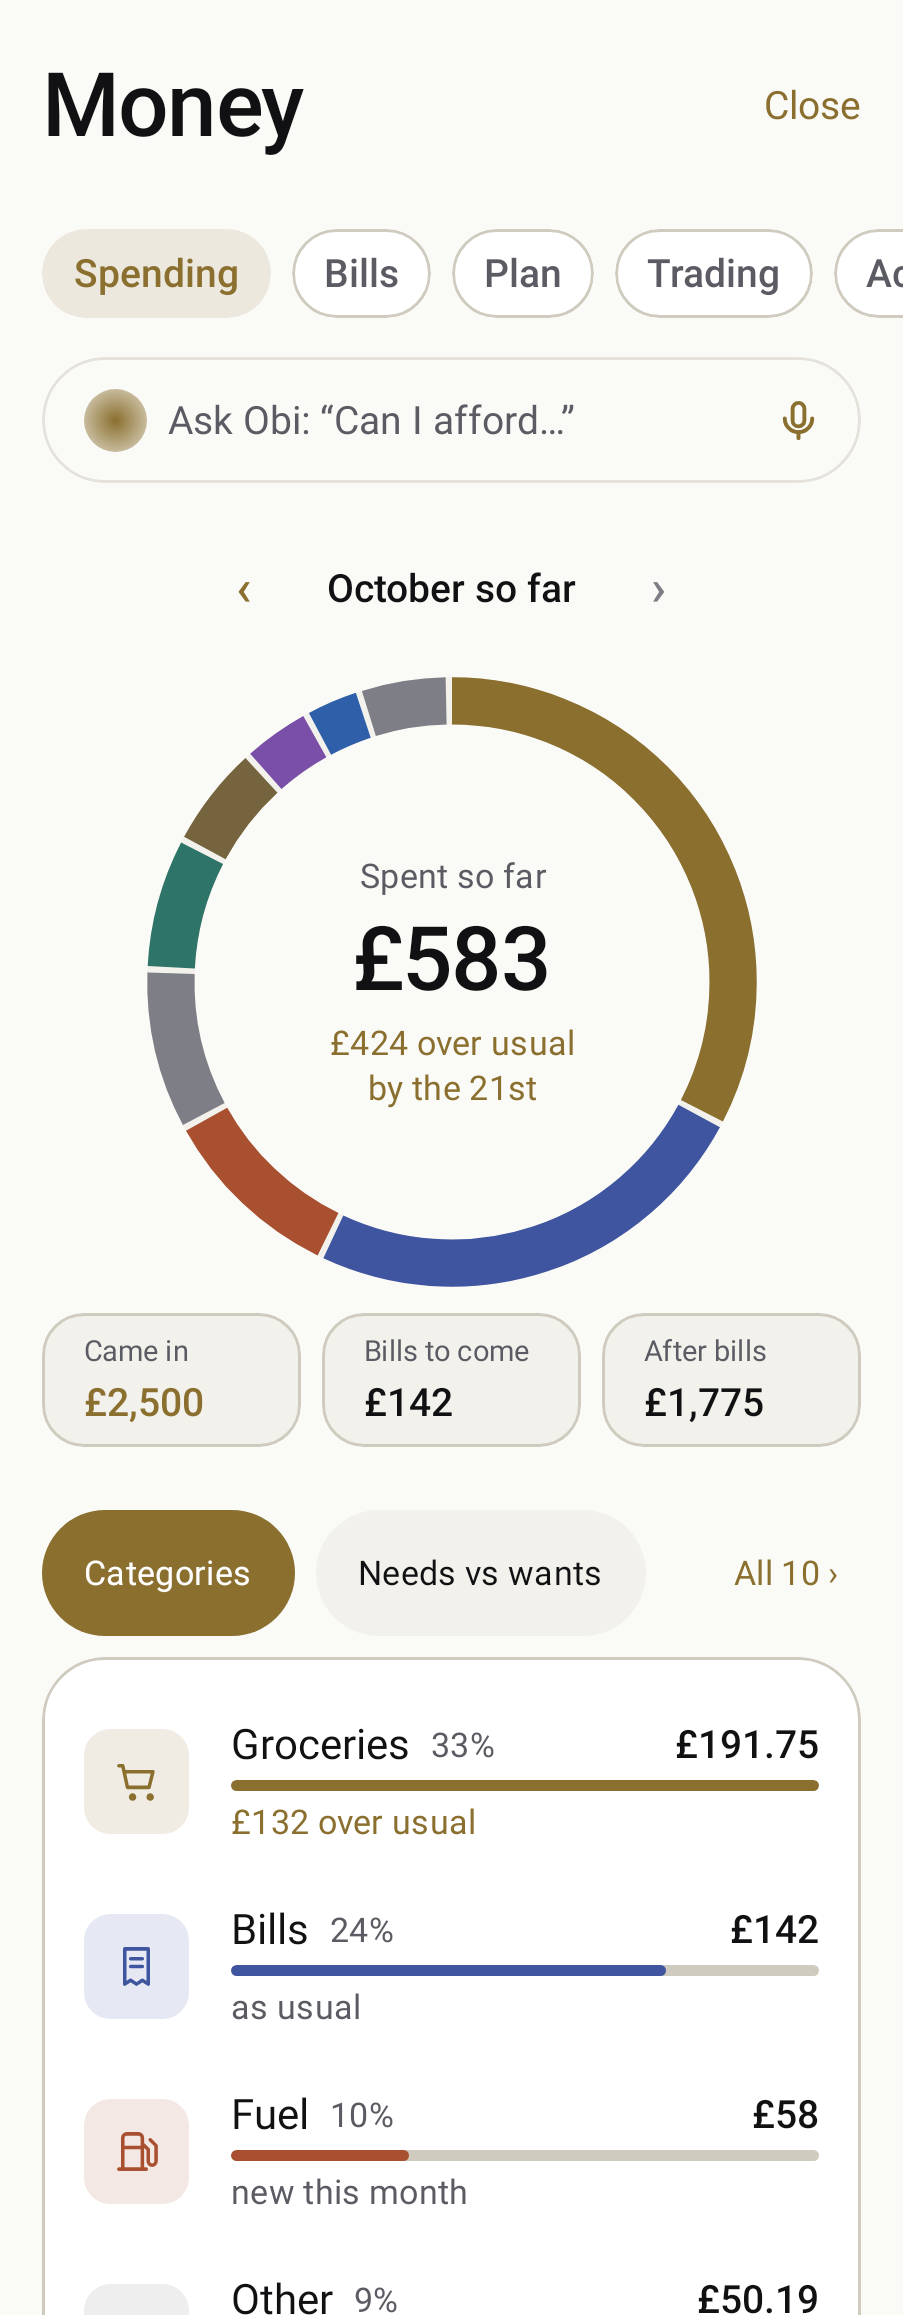 Money
Close
Spending
Bills
Plan
Trading
Ac
Ask Obi: “Can I afford...”
‹ October so far ›
Spent so far
£583
£424 over usual
by the 21st
Came in
£2,500
Bills to come
£142
After bills
£1,775
Categories
Needs vs wants
All 10 ›
Groceries 33% £191.75
£132 over usual
Bills 24% £142
as usual
Fuel 10% £58
new this month
Other 9% £50.19